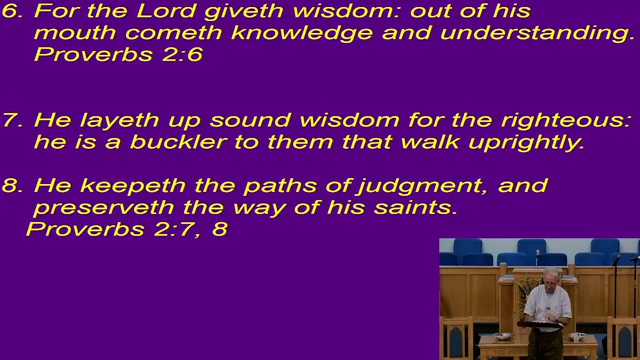 6. For the Lord giveth wisdom: out of his
mouth cometh knowledge and understanding.
Proverbs 2:6
7. He layeth up sound wisdom for the righteous:
he is a buckler to them that walk uprightly.
8. He keepeth the paths of judgment, and
preserveth the way of his saints.
Proverbs 2:7, 8